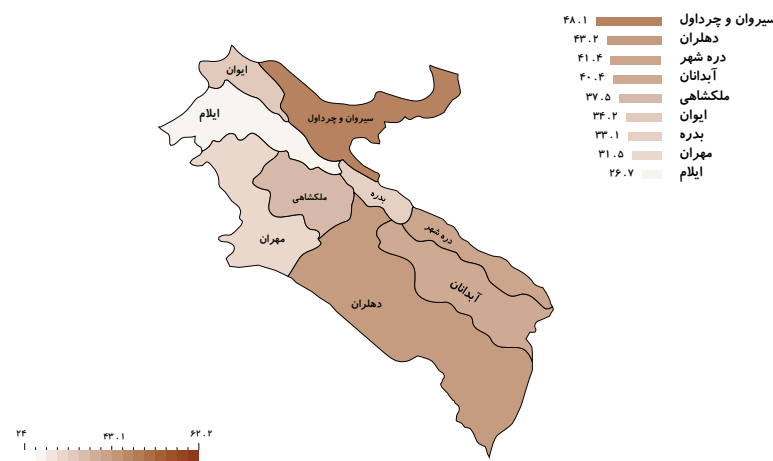 سیروان و چرداول ۴۸.۱
دهلران ۴۳.۲
دره شهر ۴۱.۴
آبدانان ۴۰.۴
ملکشاهی ۳۷.۵
ایوان ۳۴.۲
بدره ۳۳.۱
مهران ۳۱.۵
ایلام ۲۶.۷
ایوان
ایلام
سیروان و چرداول
ملکشاهی
بدره
مهران
دره شهر
آبدانان
دهلران
۲۴ ۴۳.۱ ۶۲.۲